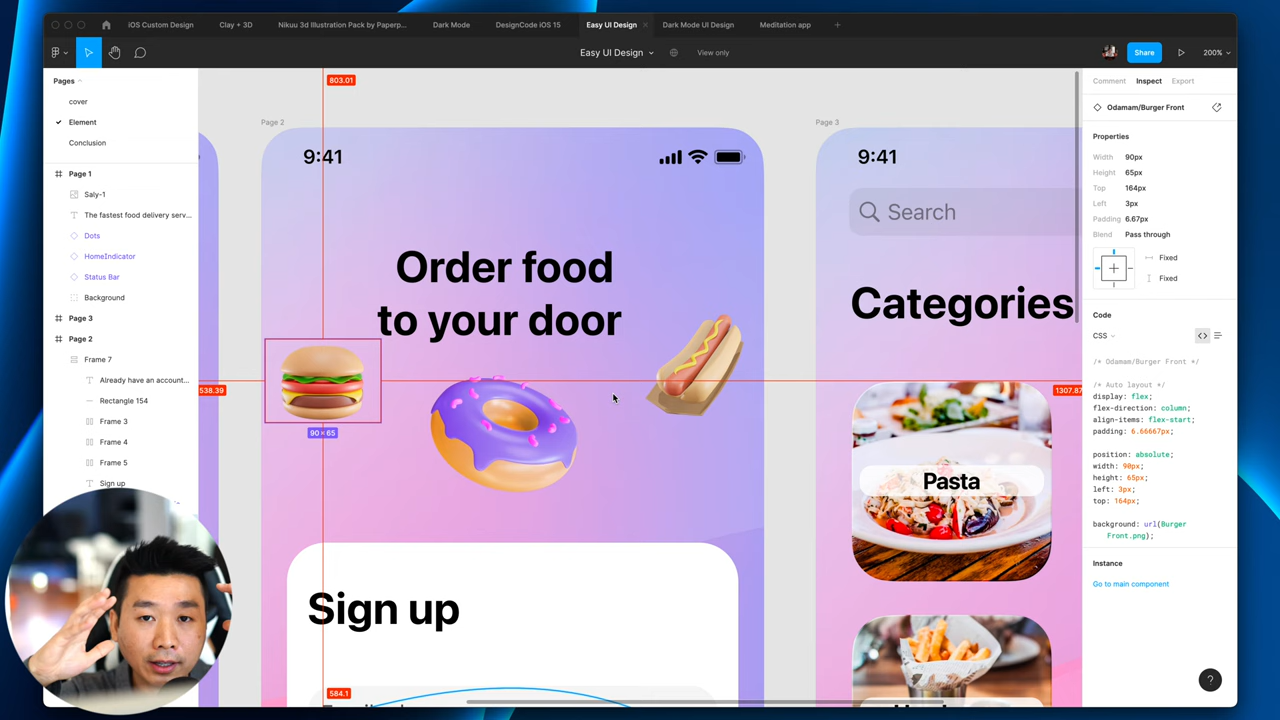 iOS Custom Design
Clay + 3D
Nikuu 3d Illustration Pack by Paperp...
Dark Mode
DesignCode iOS 15
Easy UI Design
Dark Mode UI Design
Meditation app
Easy UI Design
View only
Share
200%
Pages
cover
Element
Conclusion
Page 1
Saly-1
The fastest food delivery serv...
Dots
HomeIndicator
Status Bar
Background
Page 3
Page 2
Frame 7
Already have an account...
Rectangle 154
Frame 3
Frame 4
Frame 5
Sign up
803.01
Page 2
9:41
Order food
to your door
538.39
1307.87
90 × 65
Sign up
584.1
Page 3
9:41
Search
Categories
Pasta
Comment
Inspect
Export
Odamam/Burger Front
Properties
Width 90px
Height 65px
Top 164px
Left 3px
Padding 6.67px
Blend Pass through
Fixed
Fixed
Code
CSS
/* Odamam/Burger Front */
/* Auto layout */
display: flex;
flex-direction: column;
align-items: flex-start;
padding: 6.66667px;
position: absolute;
width: 90px;
height: 65px;
left: 3px;
top: 164px;
background: url(Burger
Front.png);
Instance
Go to main component
?